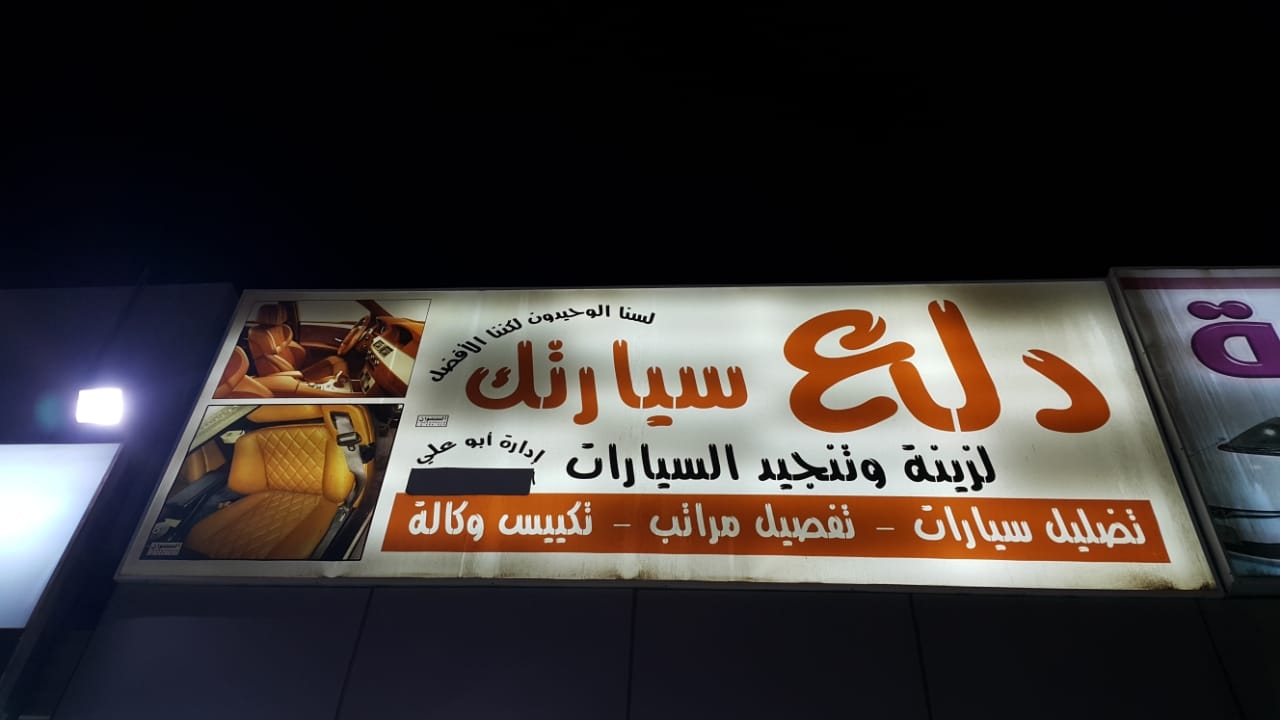 لسنا الوحيدون لكننا الأفضل
دلع سيارتك
لزينة وتنجيد السيارات
إدارة أبو علي
تضليل سيارات - تفصيل مراتب - تكييس وكالة